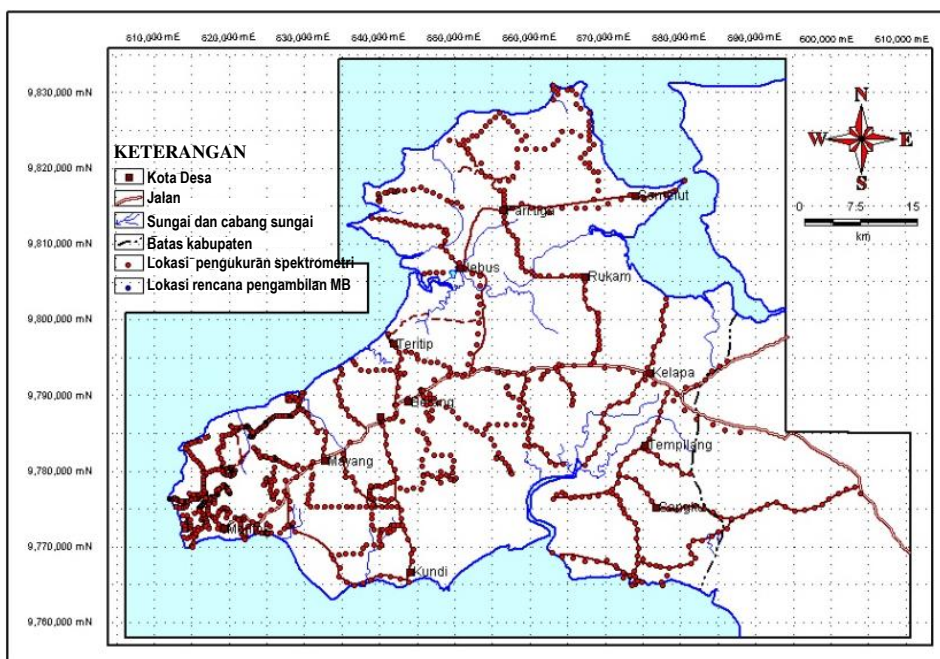 610,000 mE 620,000 mE 630,000 mE 640,000 mE 650,000 mE 660,000 mE 670,000 mE 680,000 mE 690,000 mE 600,000 mE 610,000 mE
9,830,000 mN
9,820,000 mN
9,810,000 mN
9,800,000 mN
9,790,000 mN
9,780,000 mN
9,770,000 mN
9,760,000 mN
KETERANGAN
Kota Desa
Jalan
Sungai dan cabang sungai
Batas kabupaten
Lokasi pengukuran spektrometri
Lokasi rencana pengambilan MB
N
W E
S
0 7.5 15
km
Rukam
Teritip
Kelapa
Tempilang
Mayang
Kundi